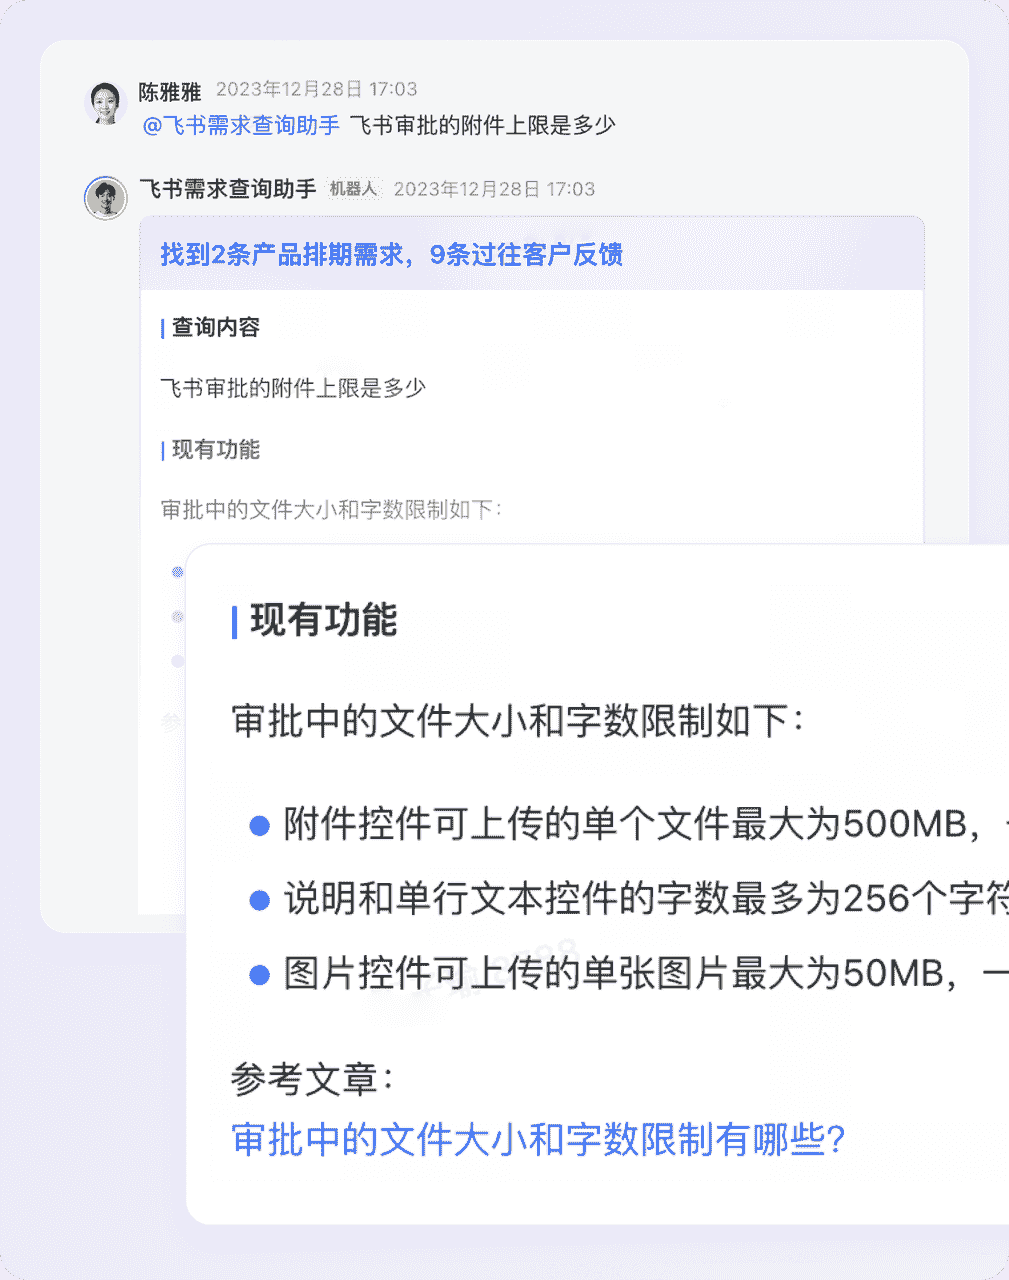 陈雅雅 2023年12月28日 17:03
@飞书需求查询助手 飞书审批的附件上限是多少
飞书需求查询助手 机器人 2023年12月28日 17:03
找到2条产品排期需求，9条过往客户反馈
查询内容
飞书审批的附件上限是多少
现有功能
审批中的文件大小和字数限制如下：
现有功能
审批中的文件大小和字数限制如下：
附件控件可上传的单个文件最大为500MB，
说明和单行文本控件的字数最多为256个字符
图片控件可上传的单张图片最大为50MB，一
参考文章：
审批中的文件大小和字数限制有哪些？